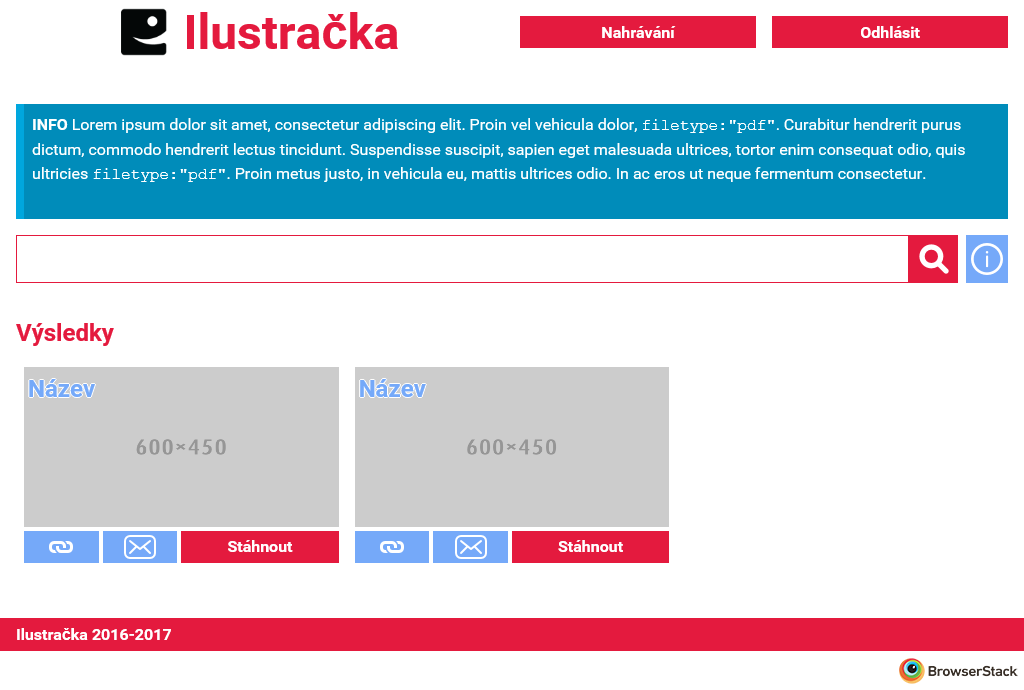 Ilustračka
Nahrávání
Odhlásit
INFO Lorem ipsum dolor sit amet, consectetur adipiscing elit. Proin vel vehicula dolor, filetype:"pdf". Curabitur hendrerit purus
dictum, commodo hendrerit lectus tincidunt. Suspendisse suscipit, sapien eget malesuada ultrices, tortor enim consequat odio, quis
ultricies filetype:"pdf". Proin metus justo, in vehicula eu, mattis ultrices odio. In ac eros ut neque fermentum consectetur.
Výsledky
Název
600×450
Stáhnout
Název
600×450
Stáhnout
Ilustračka 2016-2017
BrowserStack